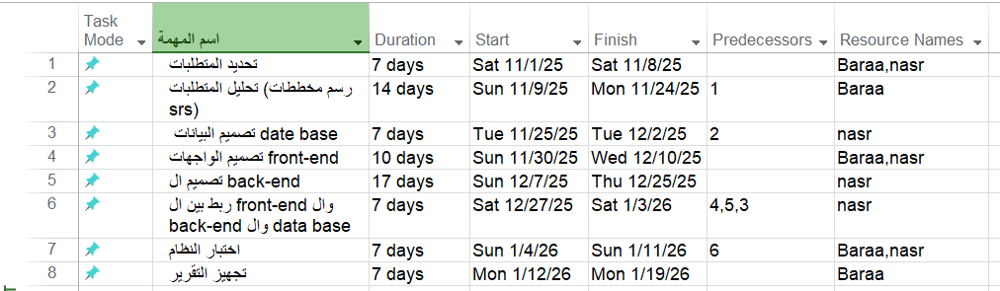 Task Mode	اسم المهمة	Duration	Start	Finish	Predecessors	Resource Names
1	تحديد المتطلبات	7 days	Sat 11/1/25	Sat 11/8/25		Baraa,nasr
2	تحليل المتطلبات (رسم مخططات srs)	14 days	Sun 11/9/25	Mon 11/24/25	1	Baraa
3	تصميم البيانات date base	7 days	Tue 11/25/25	Tue 12/2/25	2	nasr
4	تصميم الواجهات front-end	10 days	Sun 11/30/25	Wed 12/10/25		Baraa,nasr
5	تصميم ال back-end	17 days	Sun 12/7/25	Thu 12/25/25		nasr
6	ربط بين ال front-end وال back-end وال data base	7 days	Sat 12/27/25	Sat 1/3/26	4,5,3	nasr
7	اختبار النظام	7 days	Sun 1/4/26	Sun 1/11/26	6	Baraa,nasr
8	تجهيز التقرير	7 days	Mon 1/12/26	Mon 1/19/26		Baraa